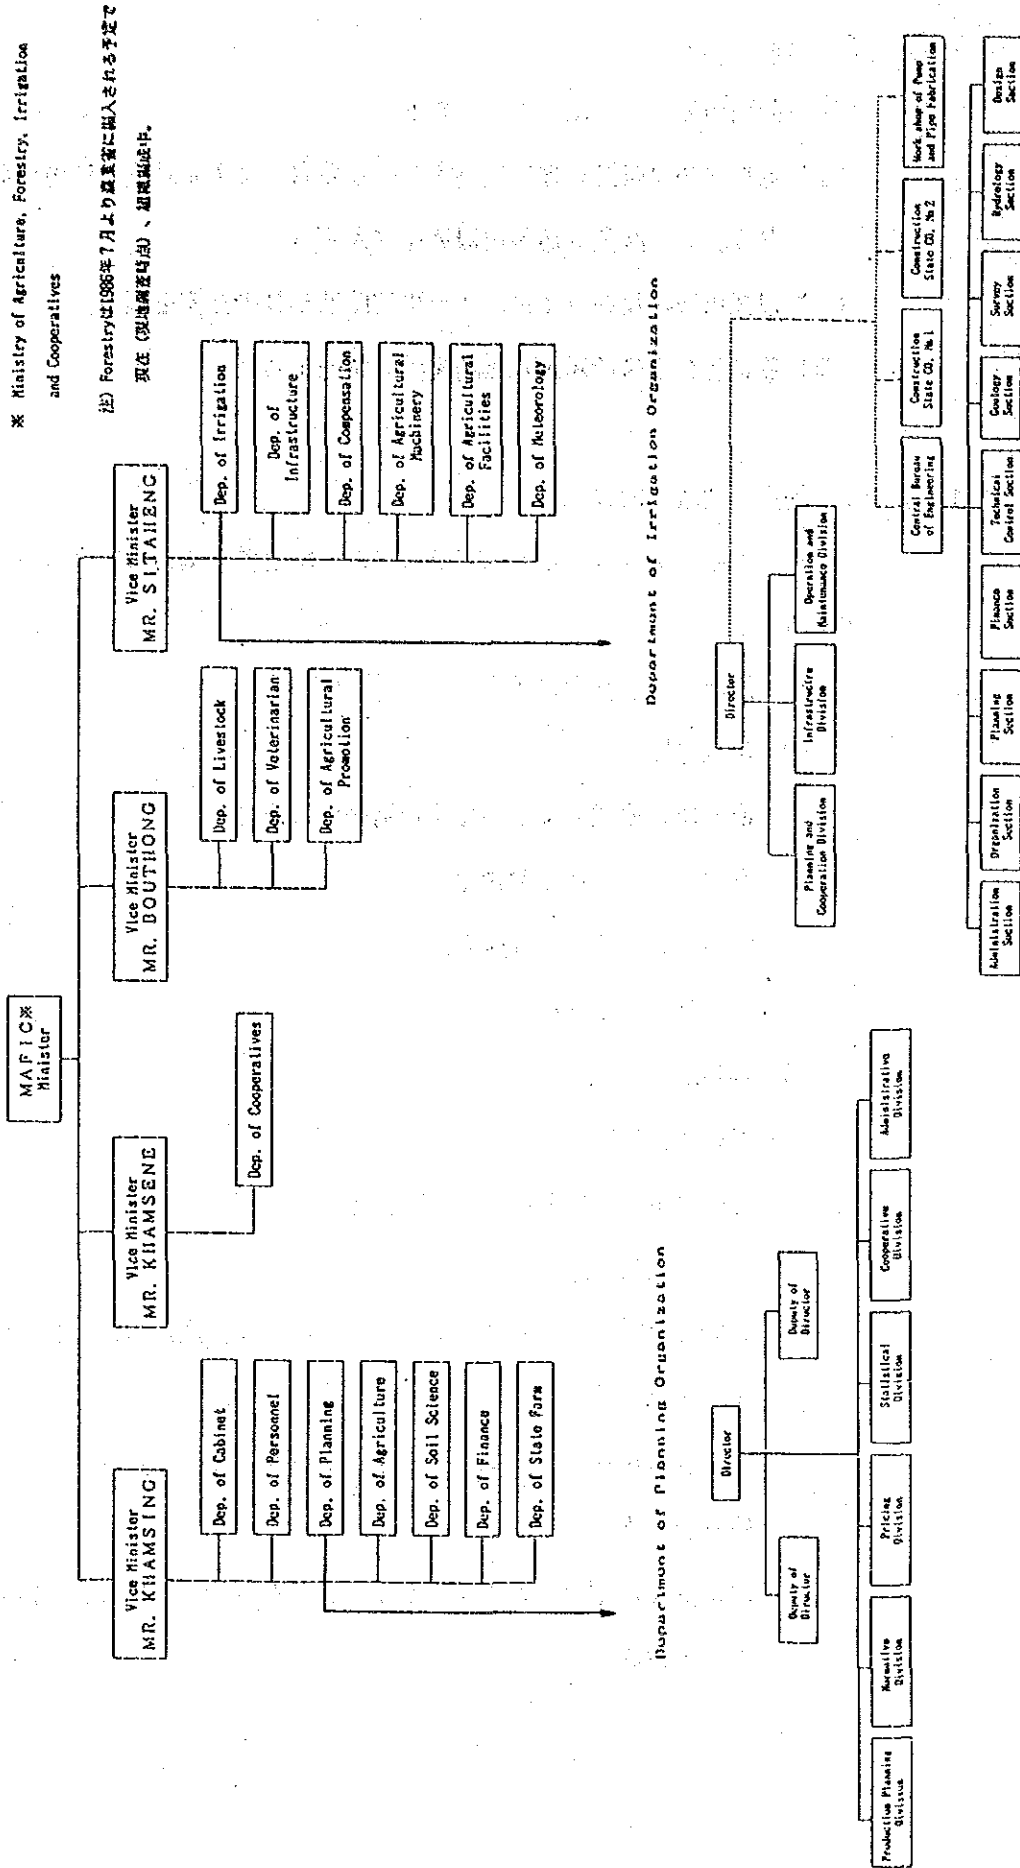 ※ Ministry of Agriculture, Forestry, Irrigation
and Cooperatives
注) Forestryは1986年7月より農業省に編入される予定で
現在（現地調査時点）、組織編成中。
MAFIC※
Minister
Vice Minister
MR. KHAMSING
Vice Minister
MR. KHAMSENE
Vice Minister
MR. BOUTHONG
Vice Minister
MR. SITAHENG
Dep. of Cabinet
Dep. of Personnel
Dep. of Planning
Dep. of Agriculture
Dep. of Soil Science
Dep. of Finance
Dep. of State Farm
Dep. of Cooperatives
Dep. of Livestock
Dep. of Veterinarian
Dep. of Agricultural
Promotion
Dep. of Irrigation
Dep. of
Infrastructure
Dep. of Compensation
Dep. of Agricultural
Machinery
Dep. of Agricultural
Facilities
Dep. of Meteorology
Department of Planning Organization
Director
Deputy of
Director
Deputy of
Director
Production Planning
Division
Normative
Division
Pricing
Division
Statistical
Division
Cooperative
Division
Administrative
Division
Department of Irrigation Organization
Director
Planning and
Cooperation Division
Infrastructre
Division
Operation and
Maintenance Division
Central Bureau
of Engineering
Construction
State CO. No.1
Construction
State CO. No.2
Work shop of Pump
and Pipe Fabrication
Administration
Section
Organization
Section
Planning
Section
Finance
Section
Technical
Control Section
Geology
Section
Survey
Section
Hydrology
Section
Design
Section